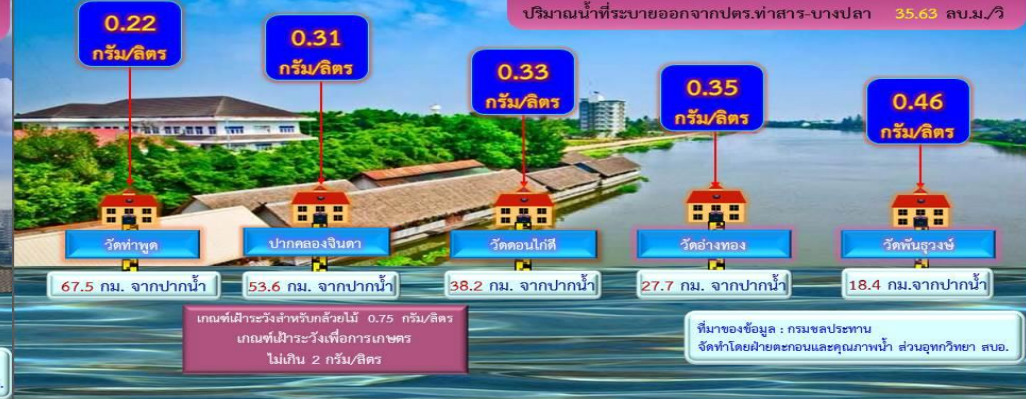 ปริมาณน้ำที่ระบายออกจากปตร.ท่าสาร-บางปลา 35.63 ลบ.ม./วิ
0.22
กรัม/ลิตร
0.31
กรัม/ลิตร
0.33
กรัม/ลิตร
0.35
กรัม/ลิตร
0.46
กรัม/ลิตร
วัดท่าพูด
ปากคลองจินดา
วัดดอนไก่ดี
วัดอ่างทอง
วัดพันธุวงษ์
67.5 กม. จากปากน้ำ
53.6 กม. จากปากน้ำ
38.2 กม. จากปากน้ำ
27.7 กม. จากปากน้ำ
18.4 กม.จากปากน้ำ
เกณฑ์เฝ้าระวังสำหรับกล้วยไม้ 0.75 กรัม/ลิตร
เกณฑ์เฝ้าระวังเพื่อการเกษตร
ไม่เกิน 2 กรัม/ลิตร
ที่มาของข้อมูล : กรมชลประทาน
จัดทำโดยฝ่ายตะกอนและคุณภาพน้ำ ส่วนอุทกวิทยา สบอ.